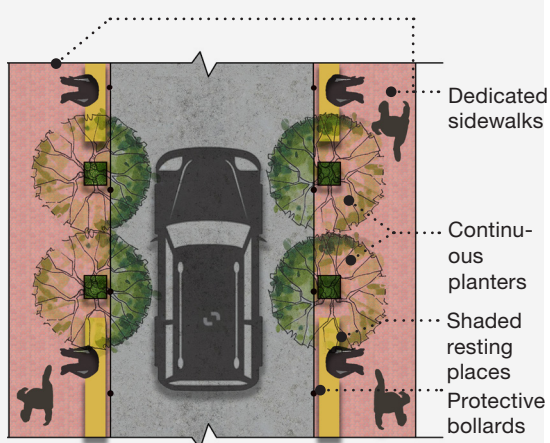 Dedicated
sidewalks
Continu-
ous
planters
Shaded
resting
places
Protective
bollards